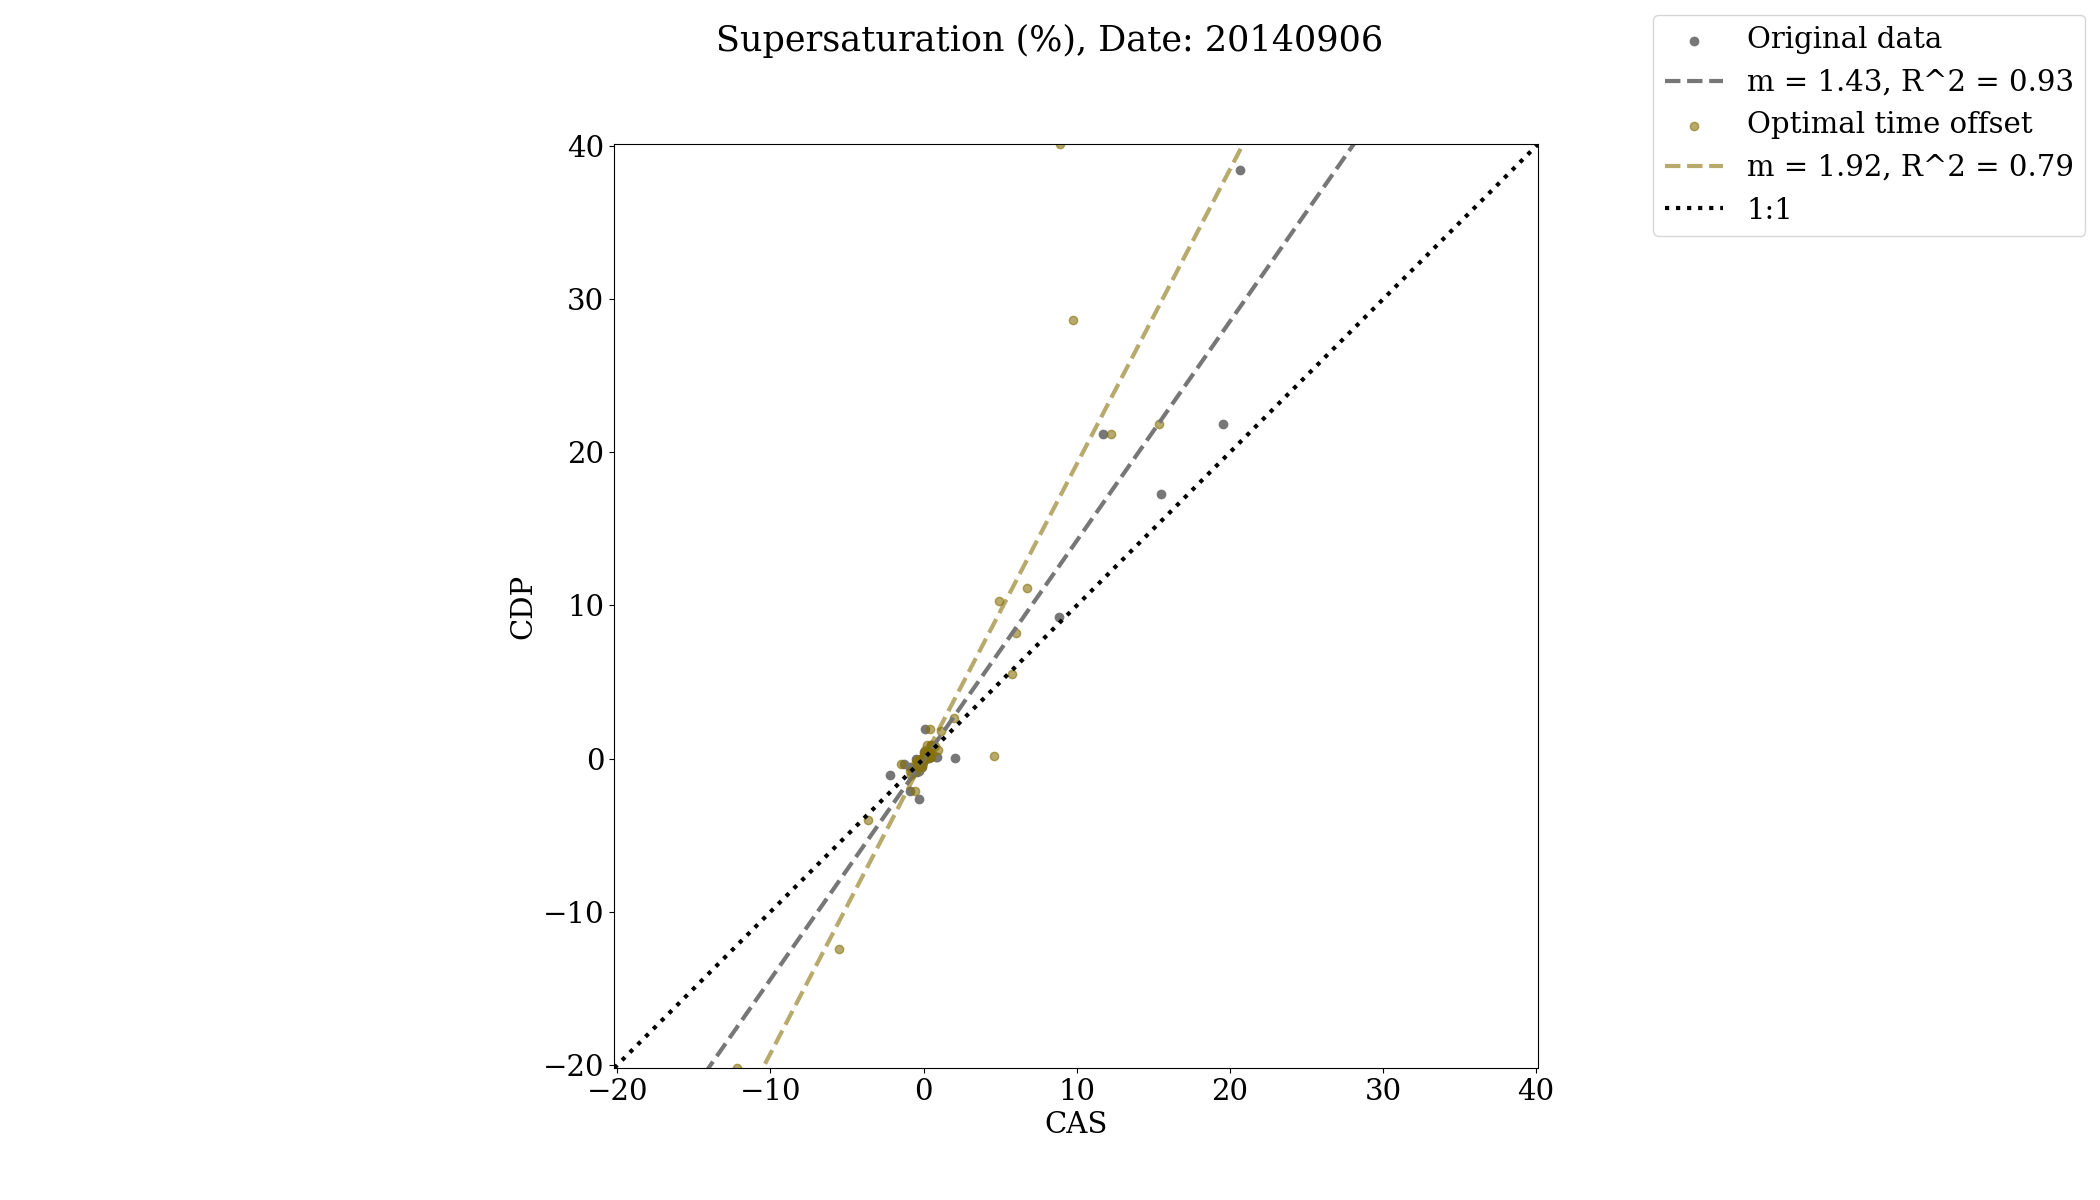 Supersaturation (%), Date: 20140906
Original data
m = 1.43, R^2 = 0.93
Optimal time offset
m = 1.92, R^2 = 0.79
1:1
40
30
20
10
0
−10
−20
CDP
−20 −10 0 10 20 30 40
CAS